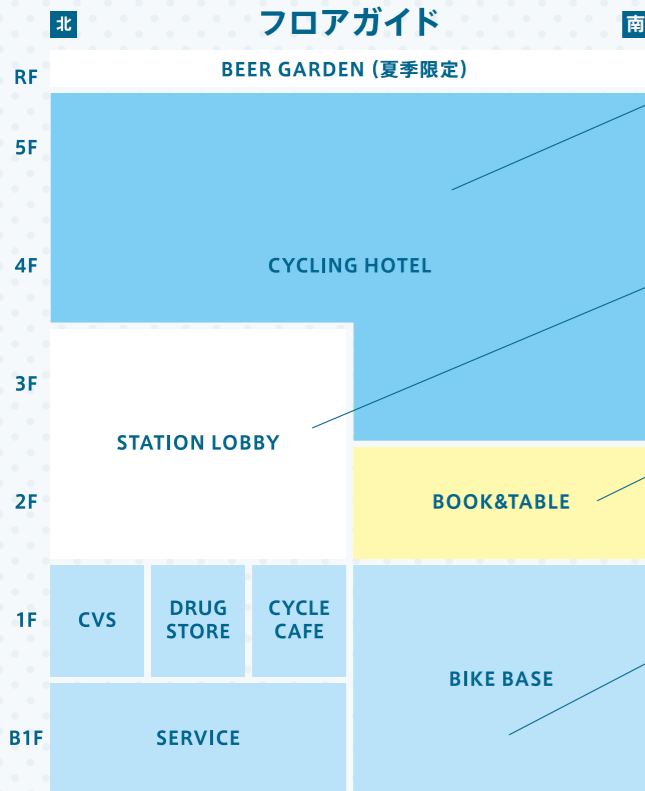 北
フロアガイド
南
RF
BEER GARDEN (夏季限定)
5F
4F
CYCLING HOTEL
3F
STATION LOBBY
2F
BOOK&TABLE
1F
CVS
DRUG
STORE
CYCLE
CAFE
BIKE BASE
B1F
SERVICE